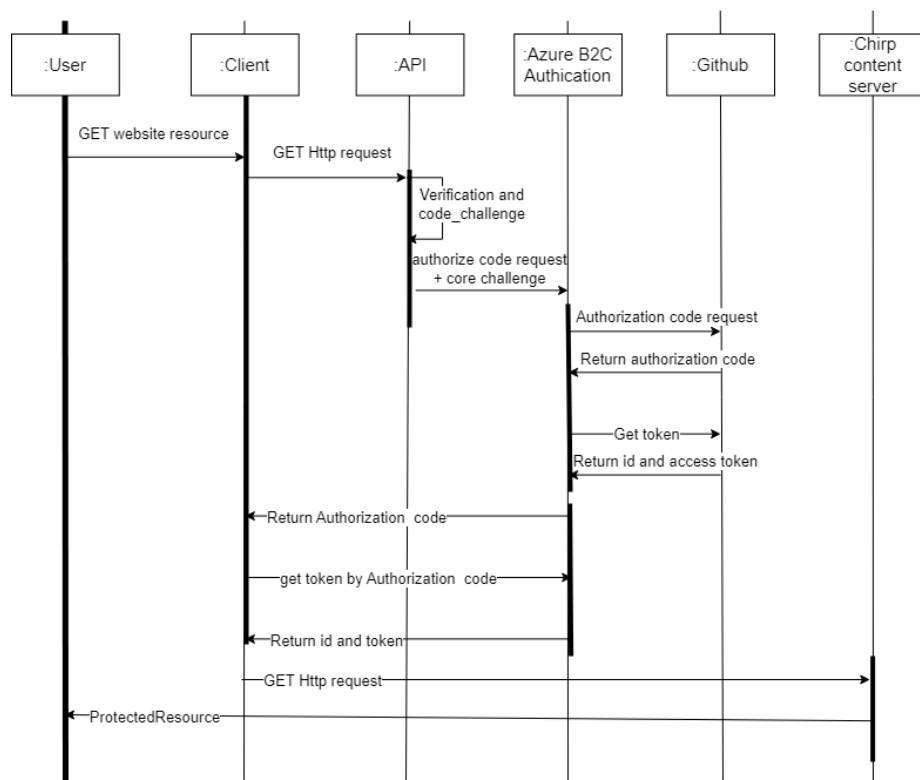 :User
:Client
:API
:Azure B2C
Authication
:Github
:Chirp
content
server
GET website resource
GET Http request
Verification and
code_challenge
authorize code request
+ core challenge
Authorization code request
Return authorization code
Get token
Return id and access token
Return Authorization code
get token by Authorization code
Return id and token
GET Http request
ProtectedResource